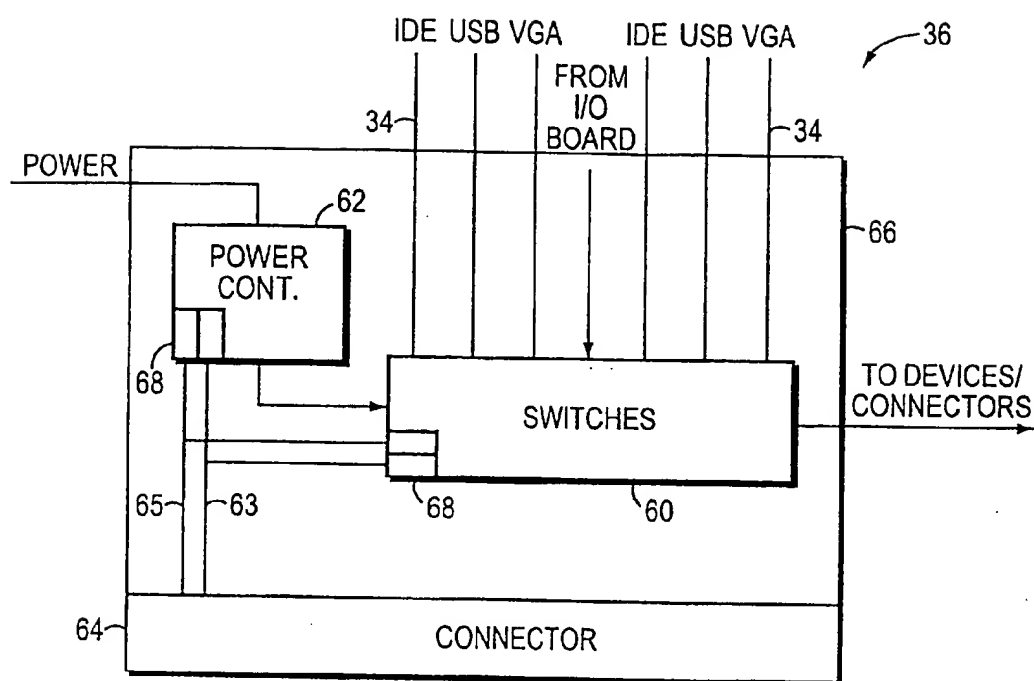 IDE USB VGA
IDE USB VGA
36
FROM
I/O
BOARD
34
34
POWER
62
66
POWER
CONT.
68
TO DEVICES/
CONNECTORS
SWITCHES
65
63
68
60
64
CONNECTOR